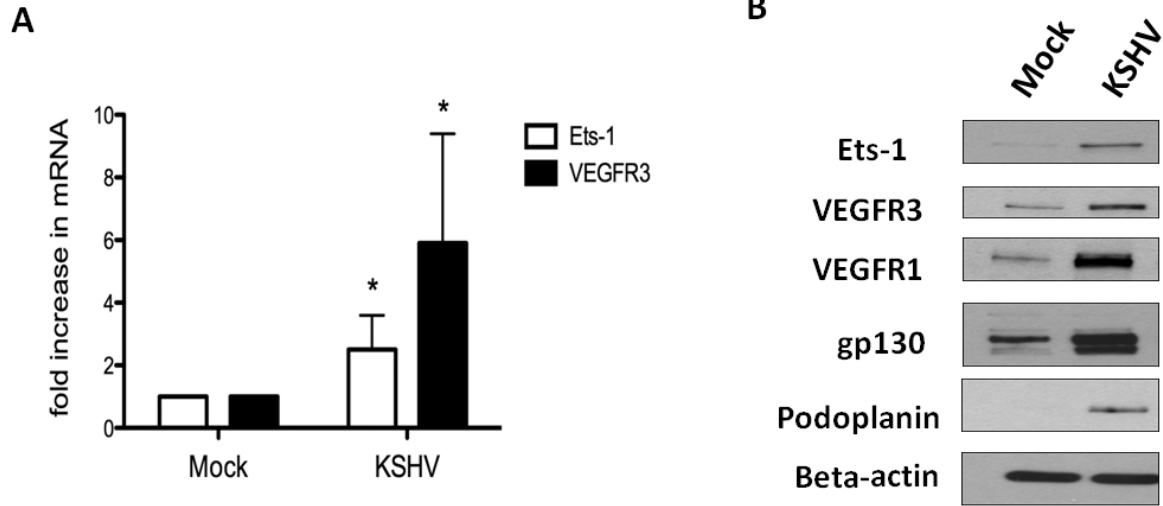 A
fold increase in mRNA
10
8
6
4
2
0
*
*
Mock
KSHV
Ets-1
VEGFR3
B
Mock
KSHV
Ets-1
VEGFR3
VEGFR1
gp130
Podoplanin
Beta-actin